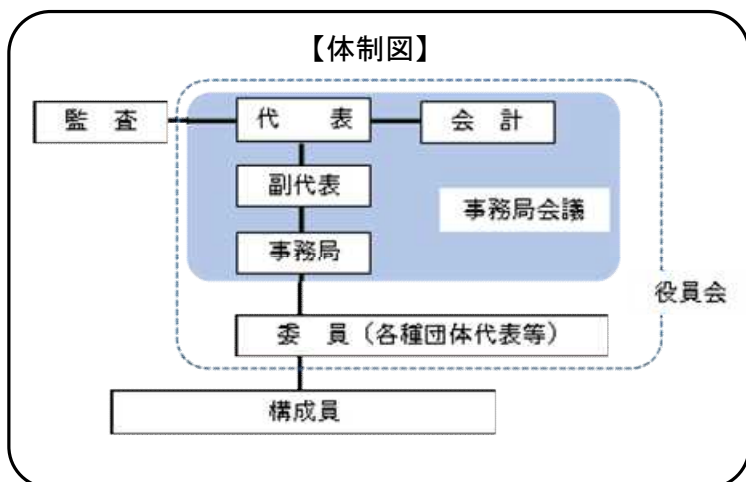 【体制図】
監　査
代　　表
会　計
副代表
事務局会議
事務局
役員会
委　員（各種団体代表等）
構成員